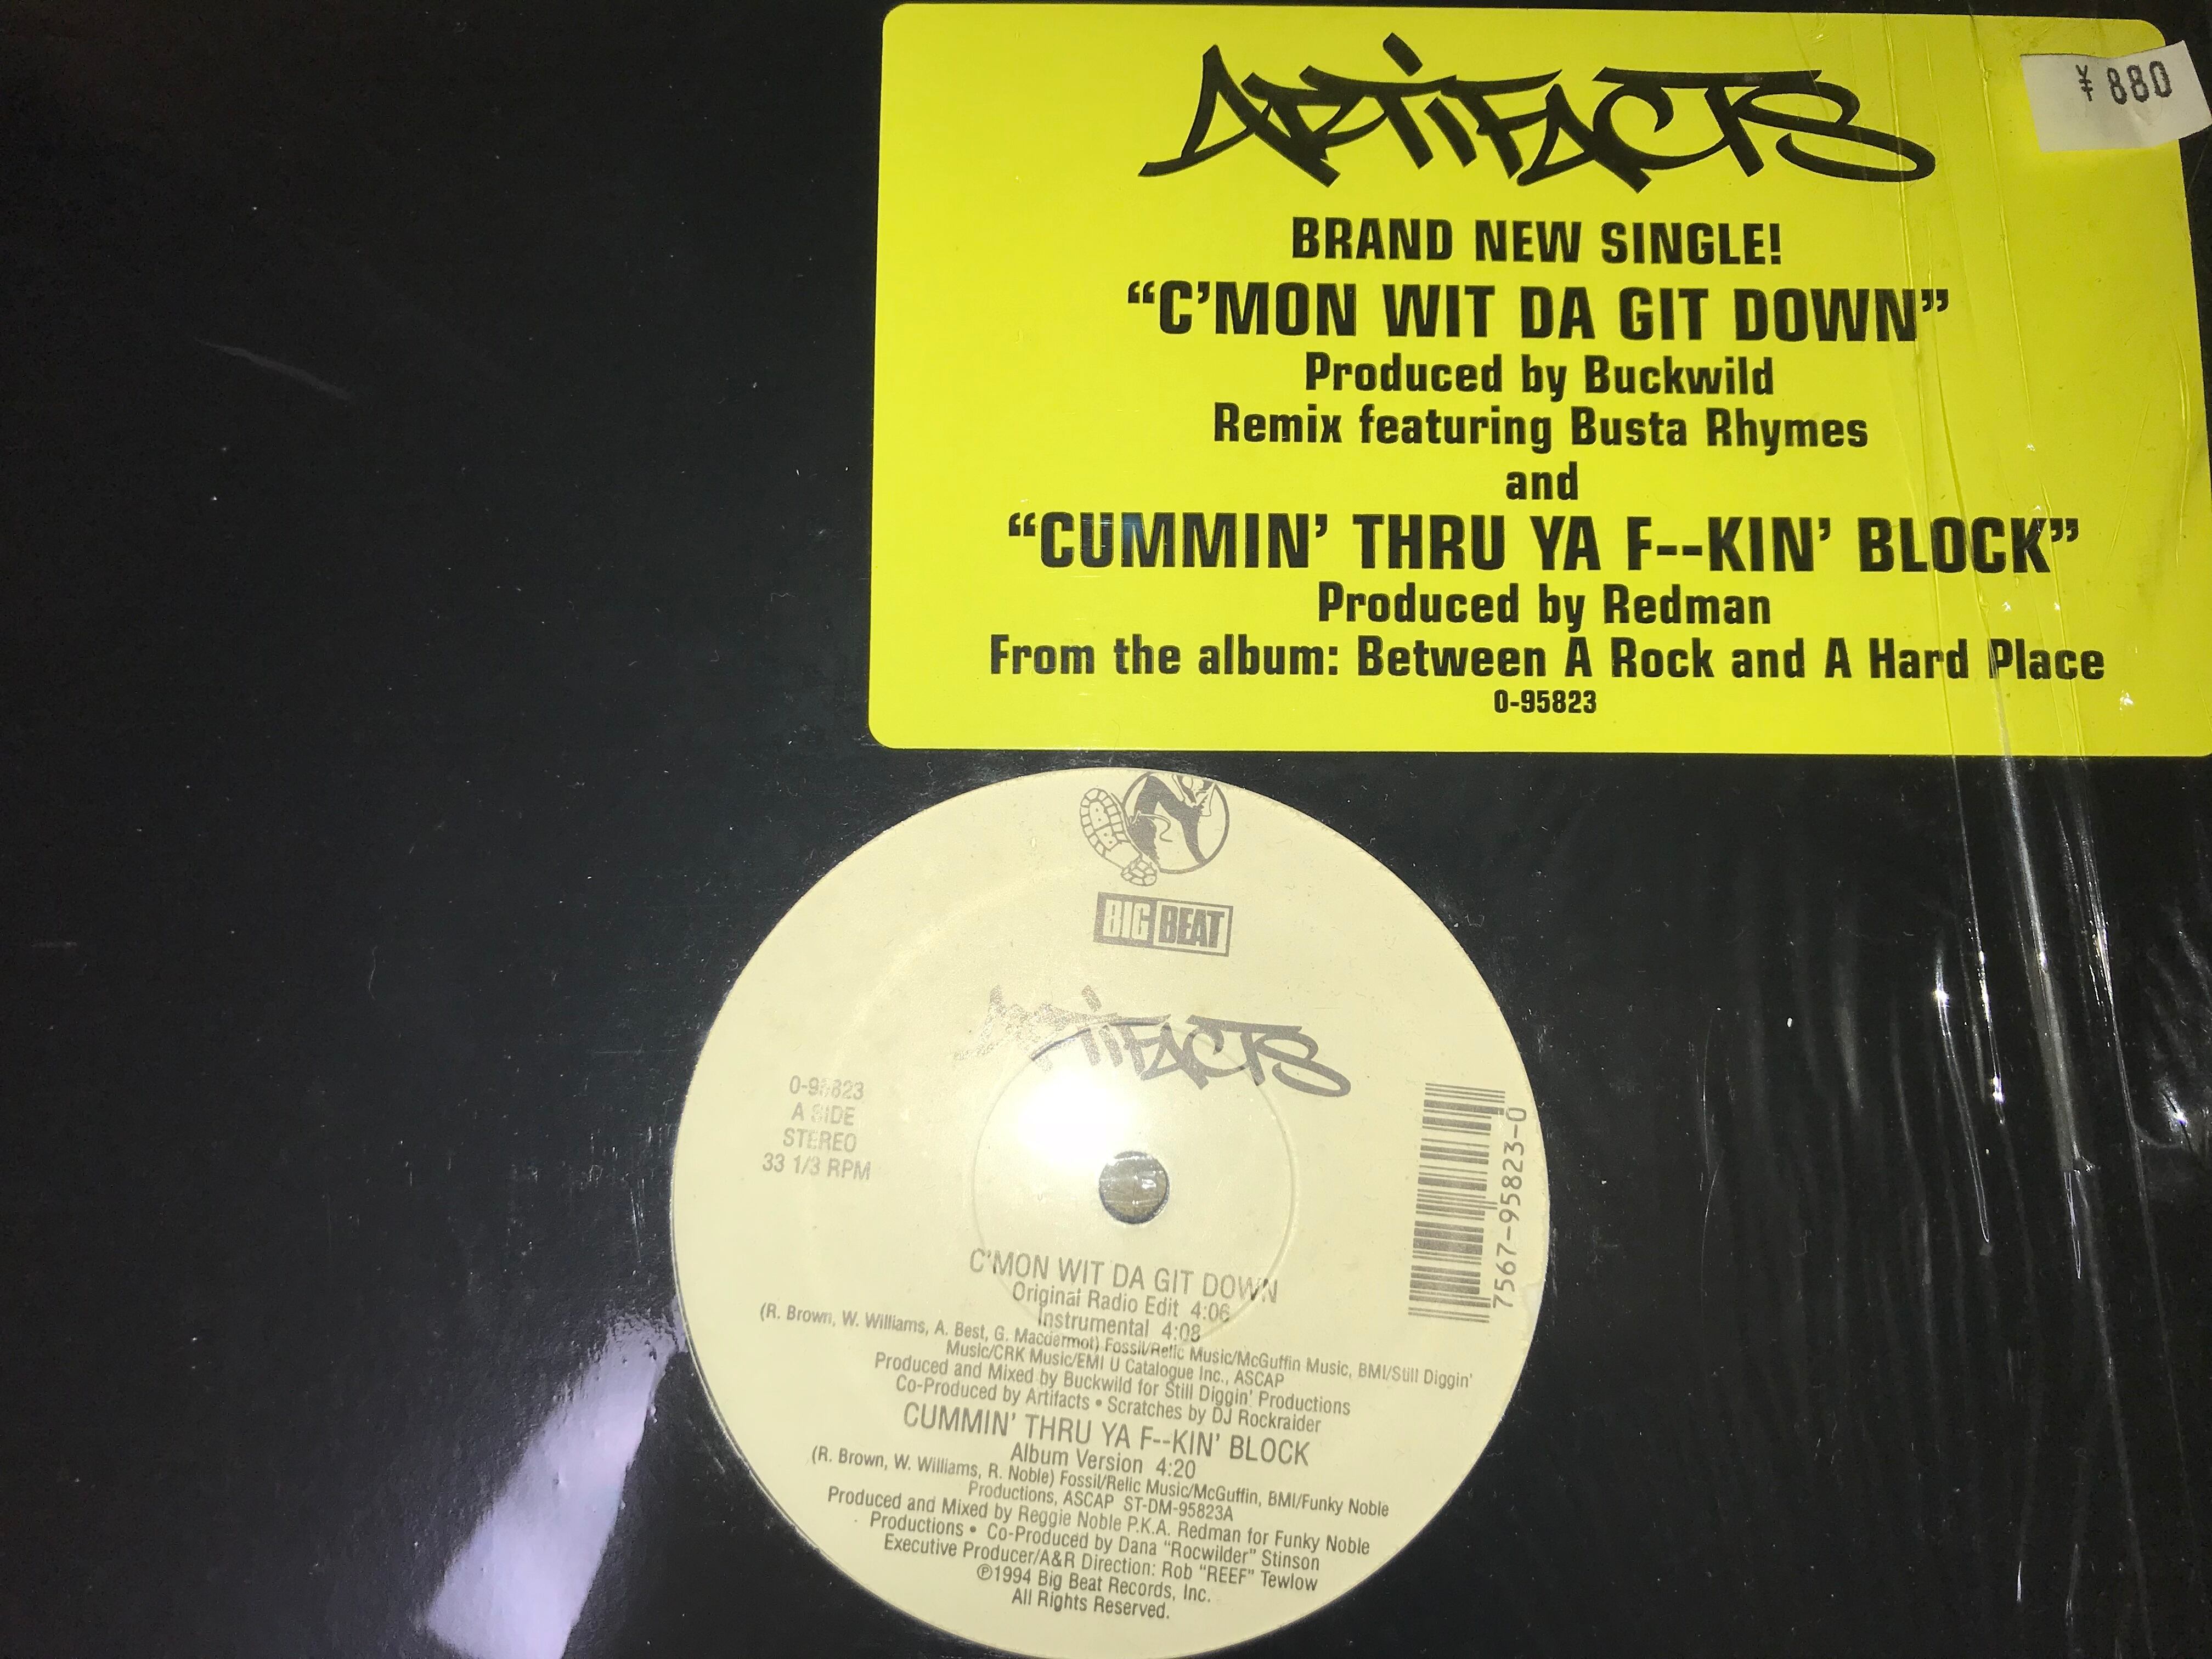 ARTIFACTS
¥880
BRAND NEW SINGLE!
"C'MON WIT DA GIT DOWN"
Produced by Buckwild
Remix featuring Busta Rhymes
and
"CUMMIN' THRU YA F--KIN' BLOCK"
Produced by Redman
From the album: Between A Rock and A Hard Place
0-95823
BIG BEAT
ARTIFACTS
0-95823
A SIDE
STEREO
33 1/3 RPM
7567-95823-0
C'MON WIT DA GIT DOWN
Original Radio Edit 4:06
Instrumental 4:08
(R. Brown, W. Williams, A. Best, G. Macdermot) Fossil/Relic Music/McGuffin Music, BMI/Still Diggin'
Music/CRK Music/EMI U Catalogue Inc., ASCAP
Produced and Mixed by Buckwild for Still Diggin' Productions
Co-Produced by Artifacts • Scratches by DJ Rockraider
CUMMIN' THRU YA F--KIN' BLOCK
Album Version 4:20
(R. Brown, W. Williams, R. Noble) Fossil/Relic Music/McGuffin, BMI/Funky Noble
Productions, ASCAP ST-DM-95823A
Produced and Mixed by Reggie Noble P.K.A. Redman for Funky Noble
Productions • Co-Produced by Dana "Rocwilder" Stinson
Executive Producer/A&R Direction: Rob "REEF" Tewlow
℗1994 Big Beat Records, Inc.
All Rights Reserved.